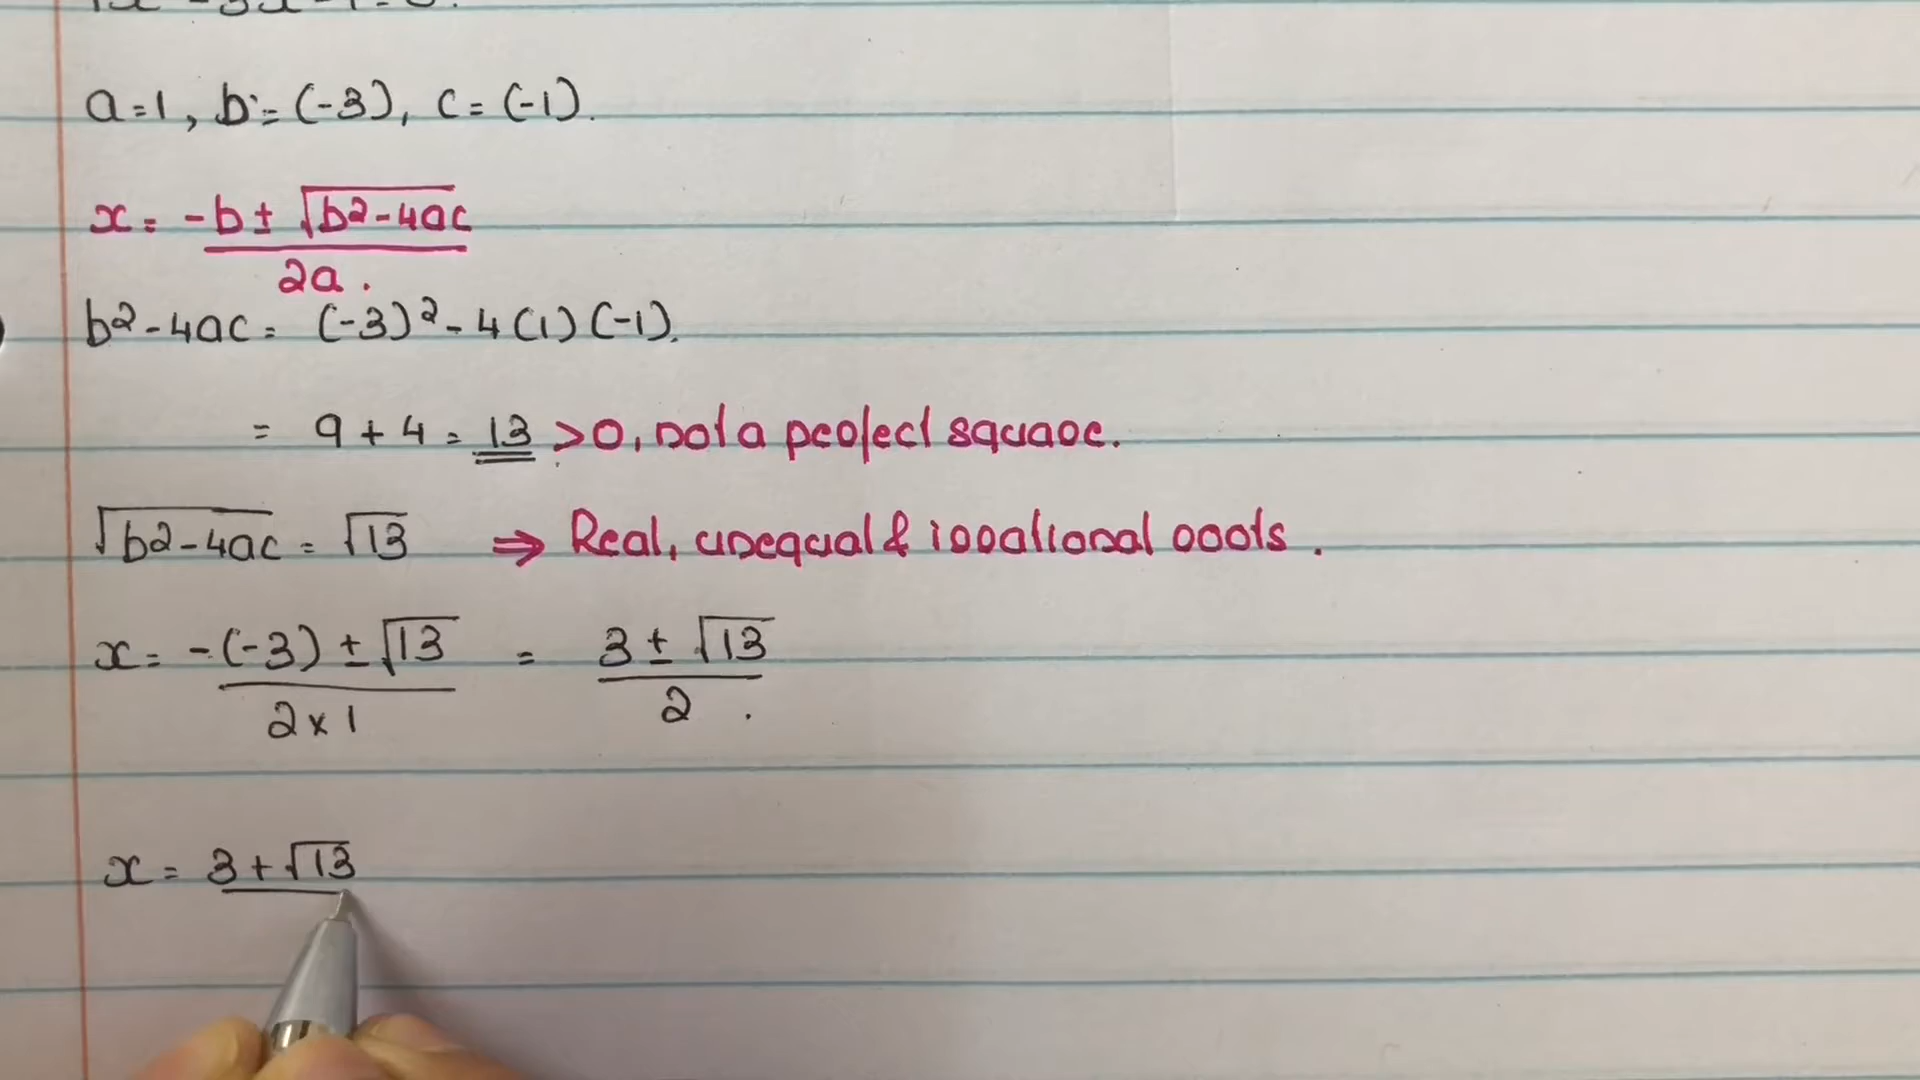 a=1, b=(-3), c=(-1).
x = -b ± √b²-4ac
2a.
b²-4ac = (-3)²-4(1)(-1).
= 9+4 = 13 >0, not a perfect square.
√b²-4ac = √13 ⇒ Real, unequal & irrational roots.
x = -(-3) ± √13 = 3 ± √13
2×1 2.
x = 3+√13